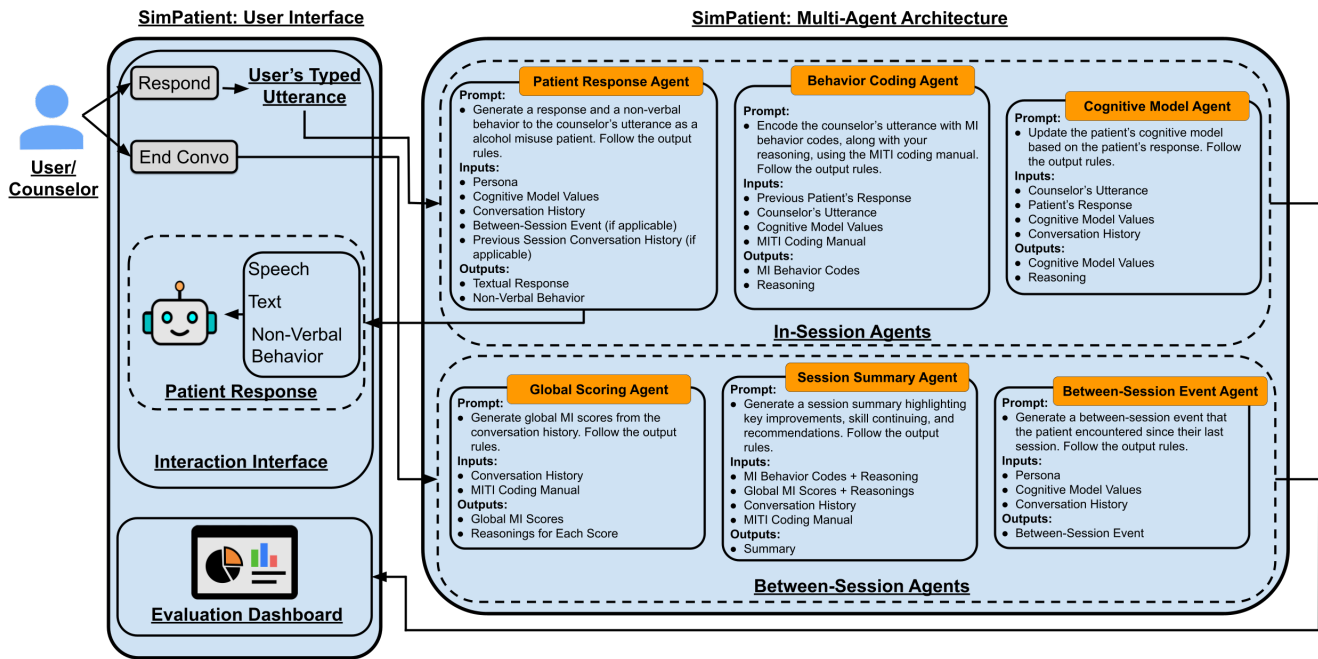 SimPatient: User Interface
SimPatient: Multi-Agent Architecture
User/
Counselor
Respond
User's Typed
Utterance
End Convo
Speech
Text
Non-Verbal
Behavior
Patient Response
Interaction Interface
Evaluation Dashboard
Patient Response Agent
Prompt:
● Generate a response and a non-verbal
behavior to the counselor's utterance as a
alcohol misuse patient. Follow the output
rules.
Inputs:
● Persona
● Cognitive Model Values
● Conversation History
● Between-Session Event (if applicable)
● Previous Session Conversation History (if
applicable)
Outputs:
● Textual Response
● Non-Verbal Behavior
Behavior Coding Agent
Prompt:
● Encode the counselor's utterance with MI
behavior codes, along with your
reasoning, using the MITI coding manual.
Follow the output rules.
Inputs:
● Previous Patient's Response
● Counselor's Utterance
● Cognitive Model Values
● MITI Coding Manual
Outputs:
● MI Behavior Codes
● Reasoning
Cognitive Model Agent
Prompt:
● Update the patient's cognitive model
based on the patient's response. Follow
the output rules.
Inputs:
● Counselor's Utterance
● Patient's Response
● Cognitive Model Values
● Conversation History
Outputs:
● Cognitive Model Values
● Reasoning
In-Session Agents
Global Scoring Agent
Prompt:
● Generate global MI scores from the
conversation history. Follow the output
rules.
Inputs:
● Conversation History
● MITI Coding Manual
Outputs:
● Global MI Scores
● Reasonings for Each Score
Session Summary Agent
Prompt:
● Generate a session summary highlighting
key improvements, skill continuing, and
recommendations. Follow the output
rules.
Inputs:
● MI Behavior Codes + Reasoning
● Global MI Scores + Reasonings
● Conversation History
● MITI Coding Manual
Outputs:
● Summary
Between-Session Event Agent
Prompt:
● Generate a between-session event that
the patient encountered since their last
session. Follow the output rules.
Inputs:
● Persona
● Cognitive Model Values
● Conversation History
Outputs:
● Between-Session Event
Between-Session Agents